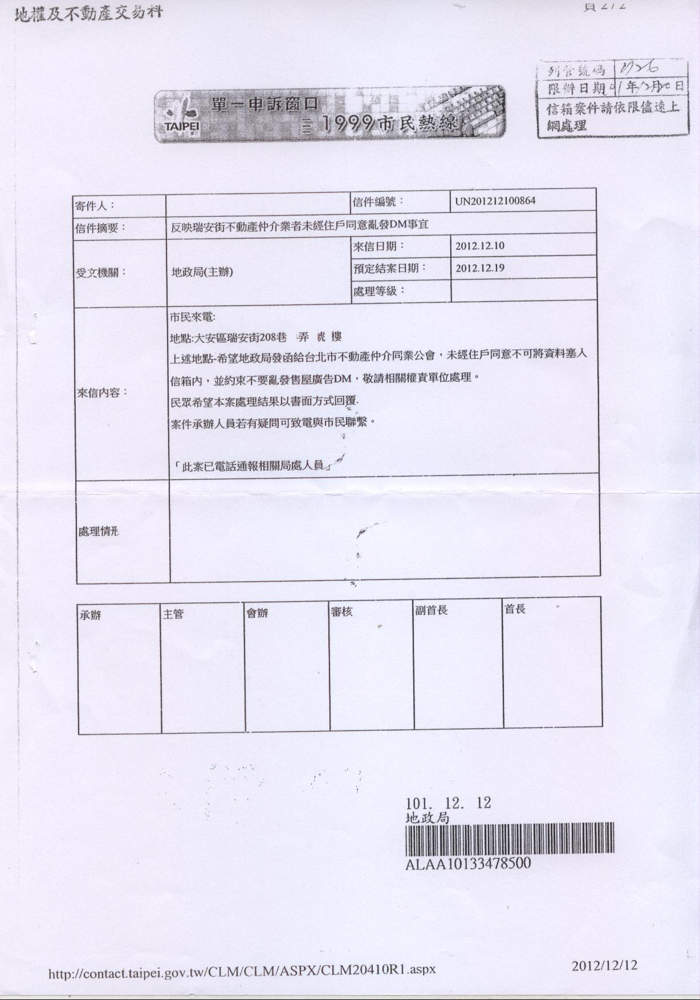 地權及不動產交易科
頁 2 / 2
列管號碼
限辦日期 年12月 日
信箱案件請依限儘速上
網處理
單一申訴窗口
TAIPEI
1999市民熱線
寄件人：
信件編號：
UN201212100864
信件摘要：
反映瑞安街不動產仲介業者未經住戶同意亂發DM事宜
受文機關：
地政局(主辦)
來信日期：
2012.12.10
預定結案日期：
2012.12.19
處理等級：
來信內容：
市民來電:
地點:大安區瑞安街208巷 弄 號 樓
上述地點-希望地政局發函給台北市不動產仲介同業公會，未經住戶同意不可將資料塞入
信箱內，並約束不要亂發售屋廣告DM，敬請相關權責單位處理。
民眾希望本案處理結果以書面方式回覆.
案件承辦人員若有疑問可致電與市民聯繫。
「此案已電話通報相關局處人員」
處理情形
承辦
主管
會辦
審核
副首長
首長
101. 12. 12
地政局
ALAA10133478500
http://contact.taipei.gov.tw/CLM/CLM/ASPX/CLM20410R1.aspx
2012/12/12